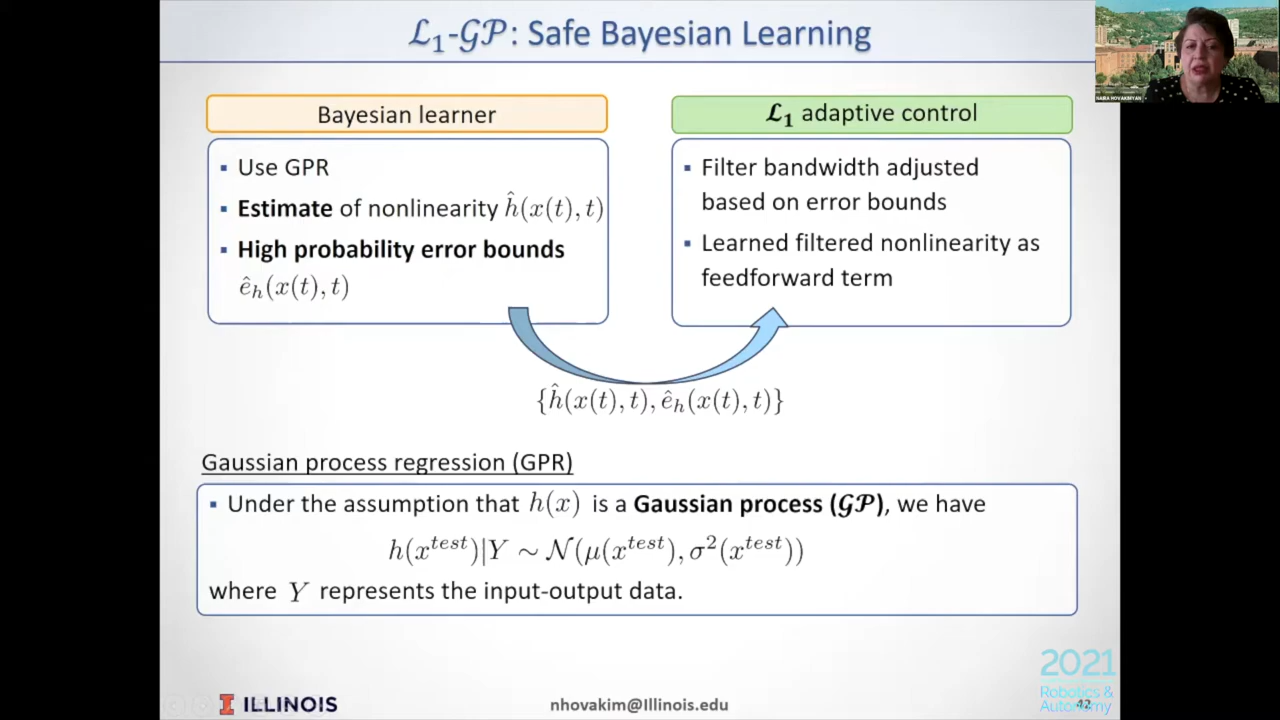 ℒ₁-𝒢𝒫: Safe Bayesian Learning
NAIRA HOVAKIMYAN
Bayesian learner
▪ Use GPR
▪ Estimate of nonlinearity ĥ(x(t), t)
▪ High probability error bounds
ê_h(x(t), t)
ℒ₁ adaptive control
▪ Filter bandwidth adjusted
based on error bounds
▪ Learned filtered nonlinearity as
feedforward term
{ĥ(x(t), t), ê_h(x(t), t)}
Gaussian process regression (GPR)
▪ Under the assumption that h(x) is a Gaussian process (𝒢𝒫), we have
h(x^{test})|Y ∼ 𝒩(μ(x^{test}), σ²(x^{test}))
where Y represents the input-output data.
I ILLINOIS
nhovakim@Illinois.edu
2021
Robotics &
Autonomy
42